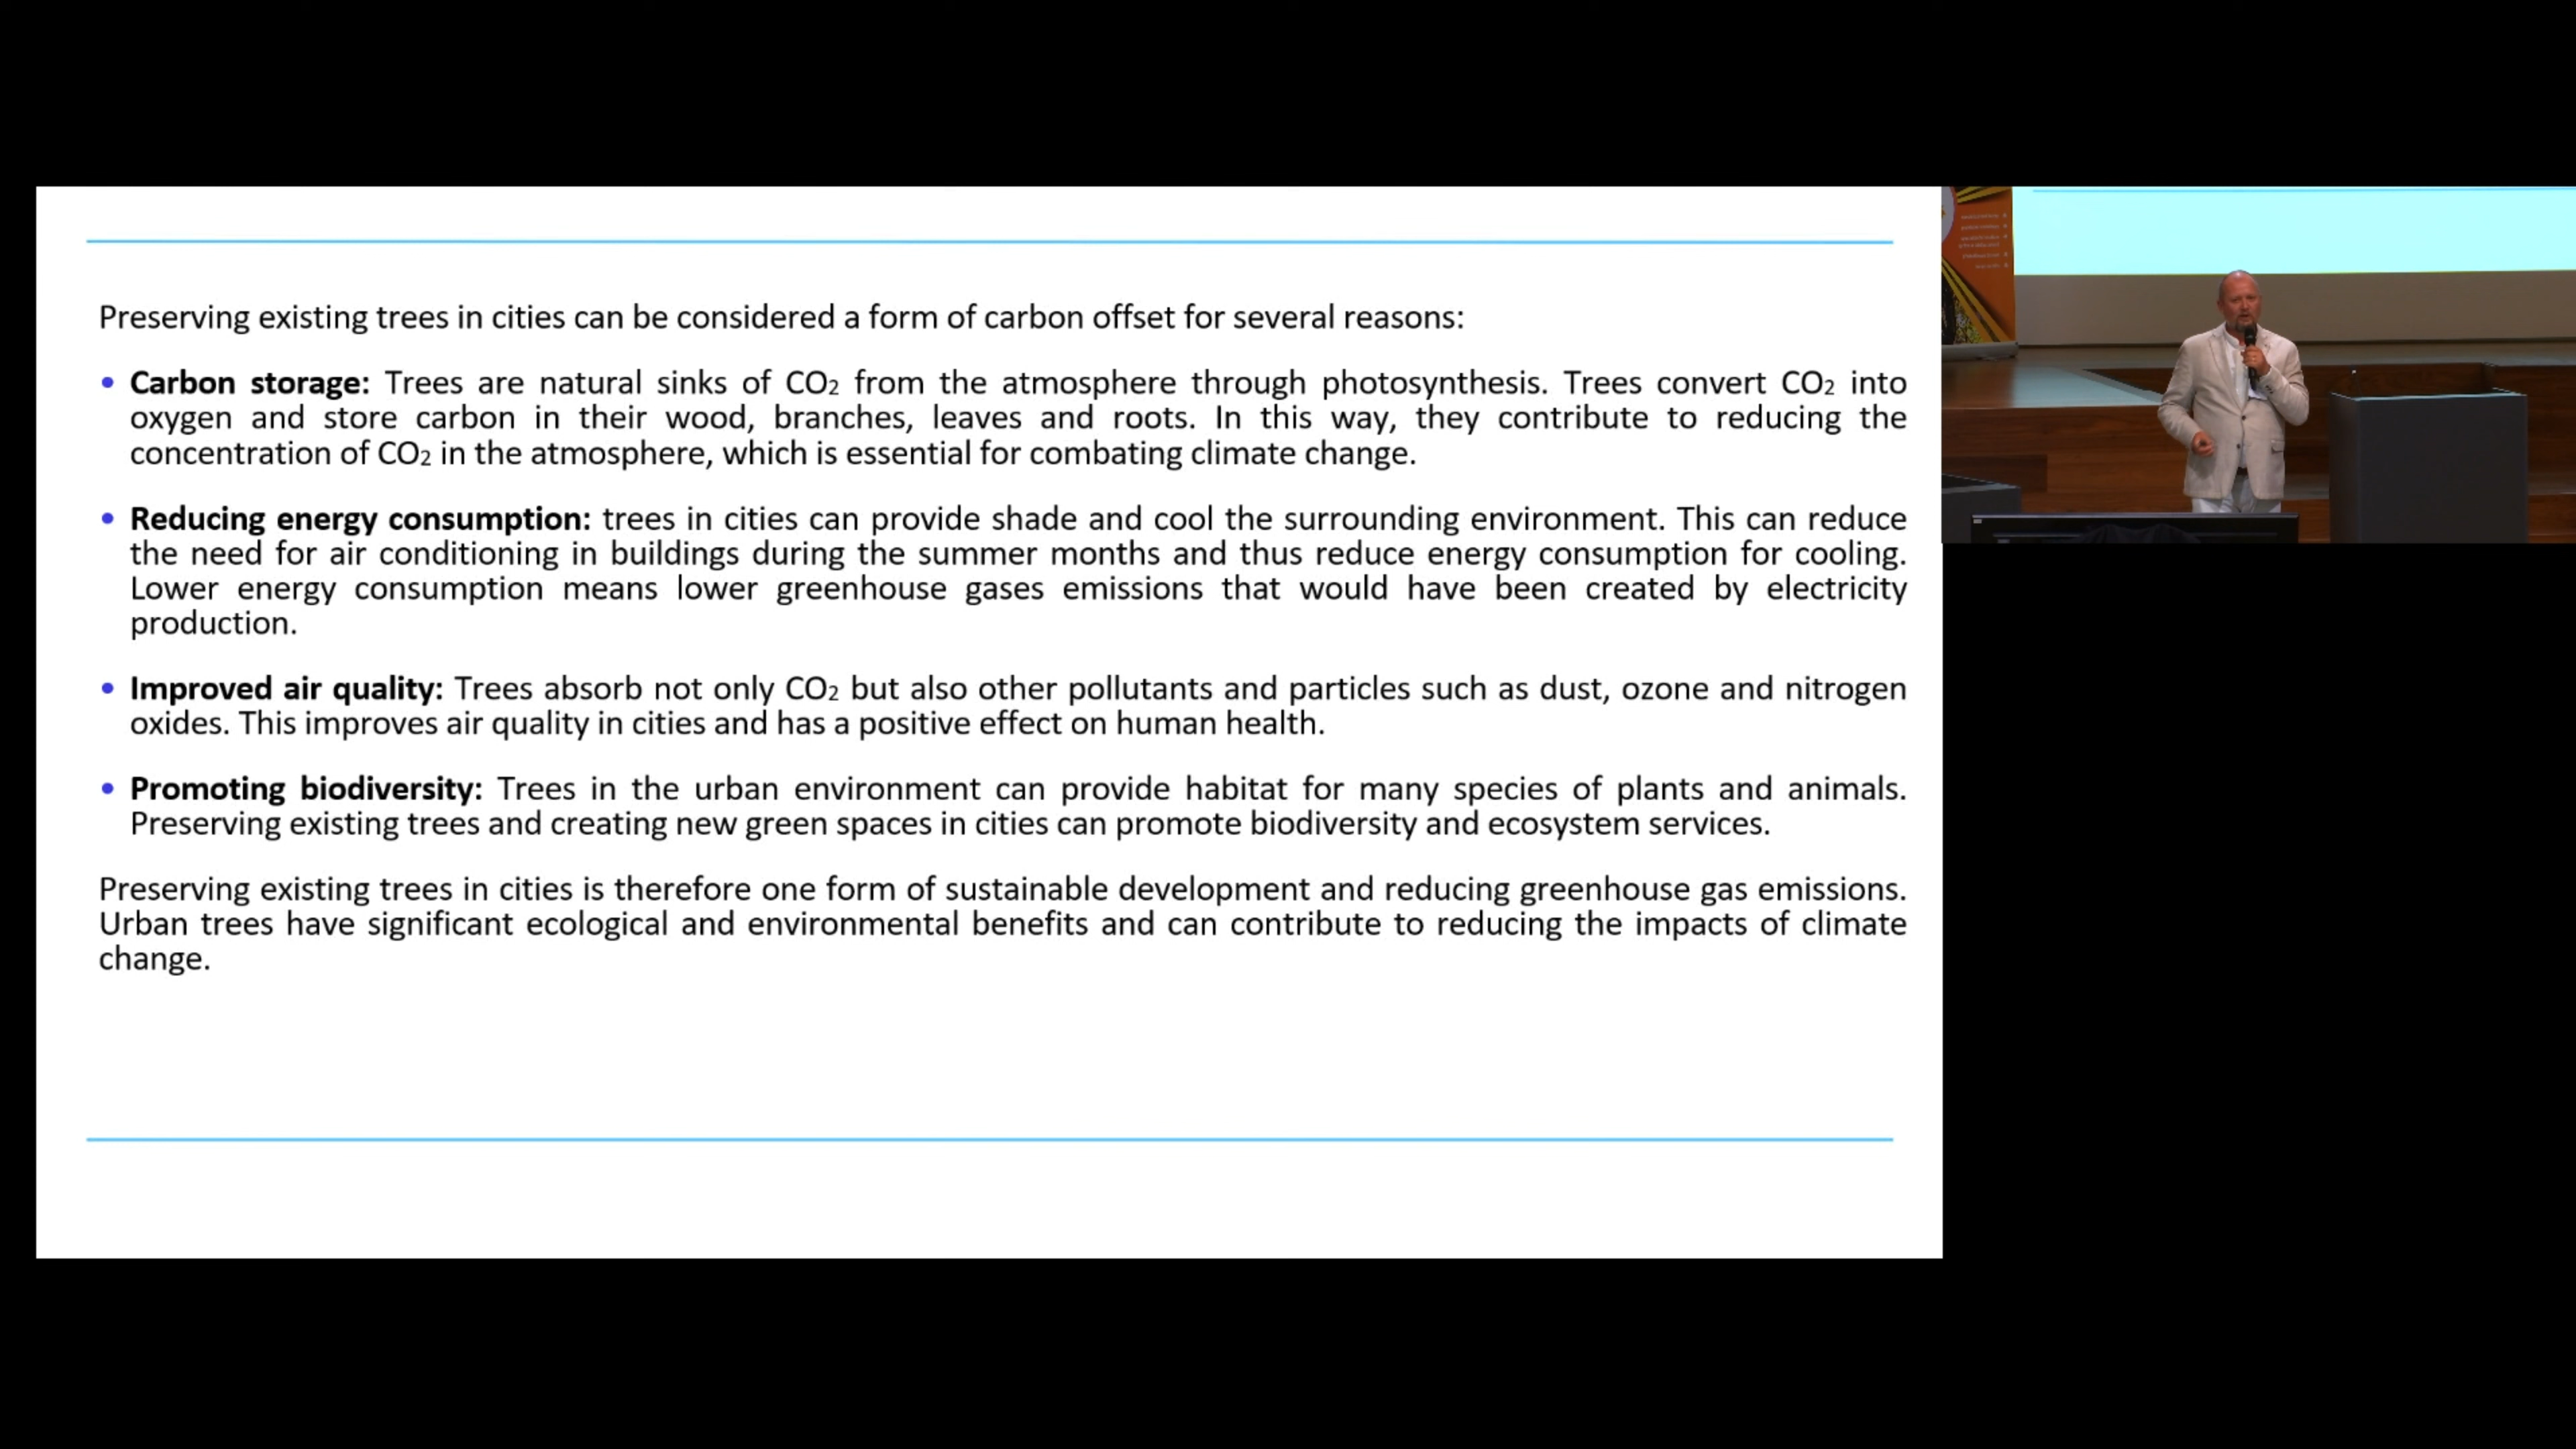 Preserving existing trees in cities can be considered a form of carbon offset for several reasons:
• Carbon storage: Trees are natural sinks of CO₂ from the atmosphere through photosynthesis. Trees convert CO₂ into
oxygen and store carbon in their wood, branches, leaves and roots. In this way, they contribute to reducing the
concentration of CO₂ in the atmosphere, which is essential for combating climate change.
• Reducing energy consumption: trees in cities can provide shade and cool the surrounding environment. This can reduce
the need for air conditioning in buildings during the summer months and thus reduce energy consumption for cooling.
Lower energy consumption means lower greenhouse gases emissions that would have been created by electricity
production.
• Improved air quality: Trees absorb not only CO₂ but also other pollutants and particles such as dust, ozone and nitrogen
oxides. This improves air quality in cities and has a positive effect on human health.
• Promoting biodiversity: Trees in the urban environment can provide habitat for many species of plants and animals.
Preserving existing trees and creating new green spaces in cities can promote biodiversity and ecosystem services.
Preserving existing trees in cities is therefore one form of sustainable development and reducing greenhouse gas emissions.
Urban trees have significant ecological and environmental benefits and can contribute to reducing the impacts of climate
change.